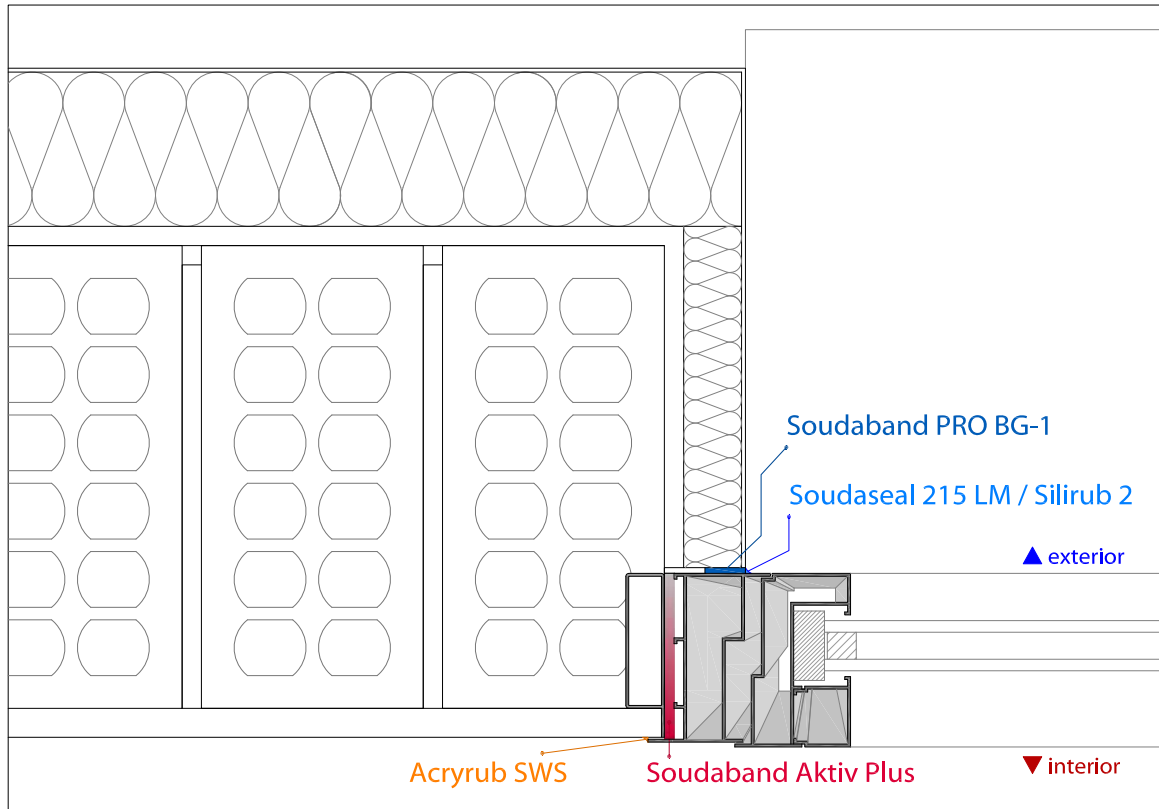 Soudaband PRO BG-1
Soudaseal 215 LM / Silirub 2
▲ exterior
Acryrub SWS
Soudaband Aktiv Plus
▼ interior